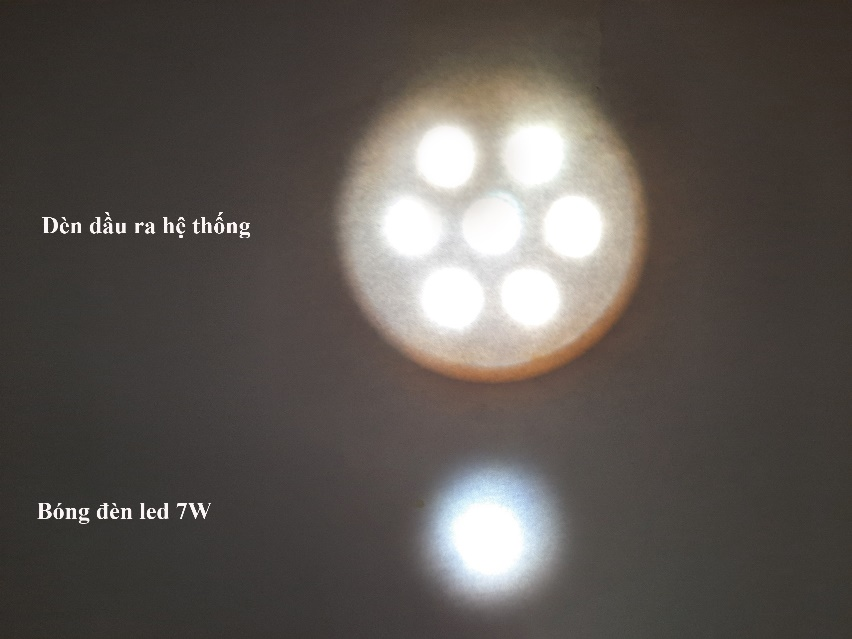 Dèn dầu ra hệ thống
Bóng đèn led 7W